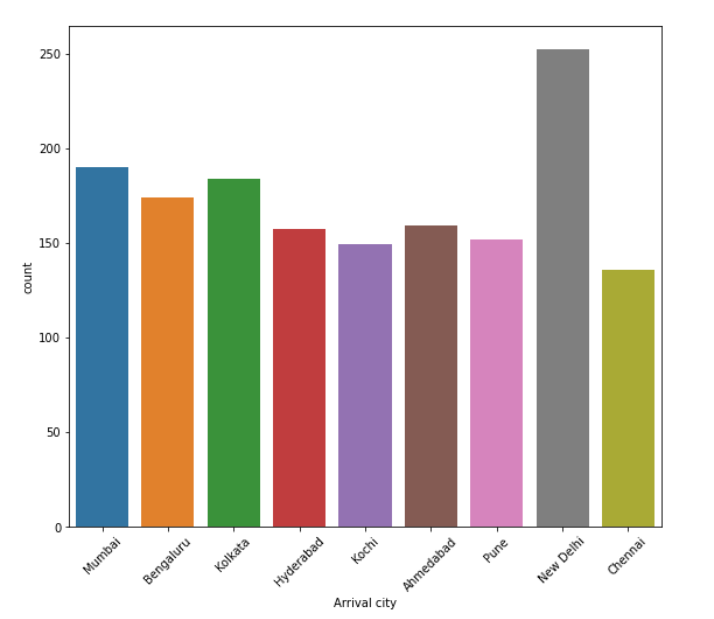 250
200
150
100
50
0
count
Mumbai
Bengaluru
Kolkata
Hyderabad
Kochi
Ahmedabad
Pune
New Delhi
Chennai
Arrival city